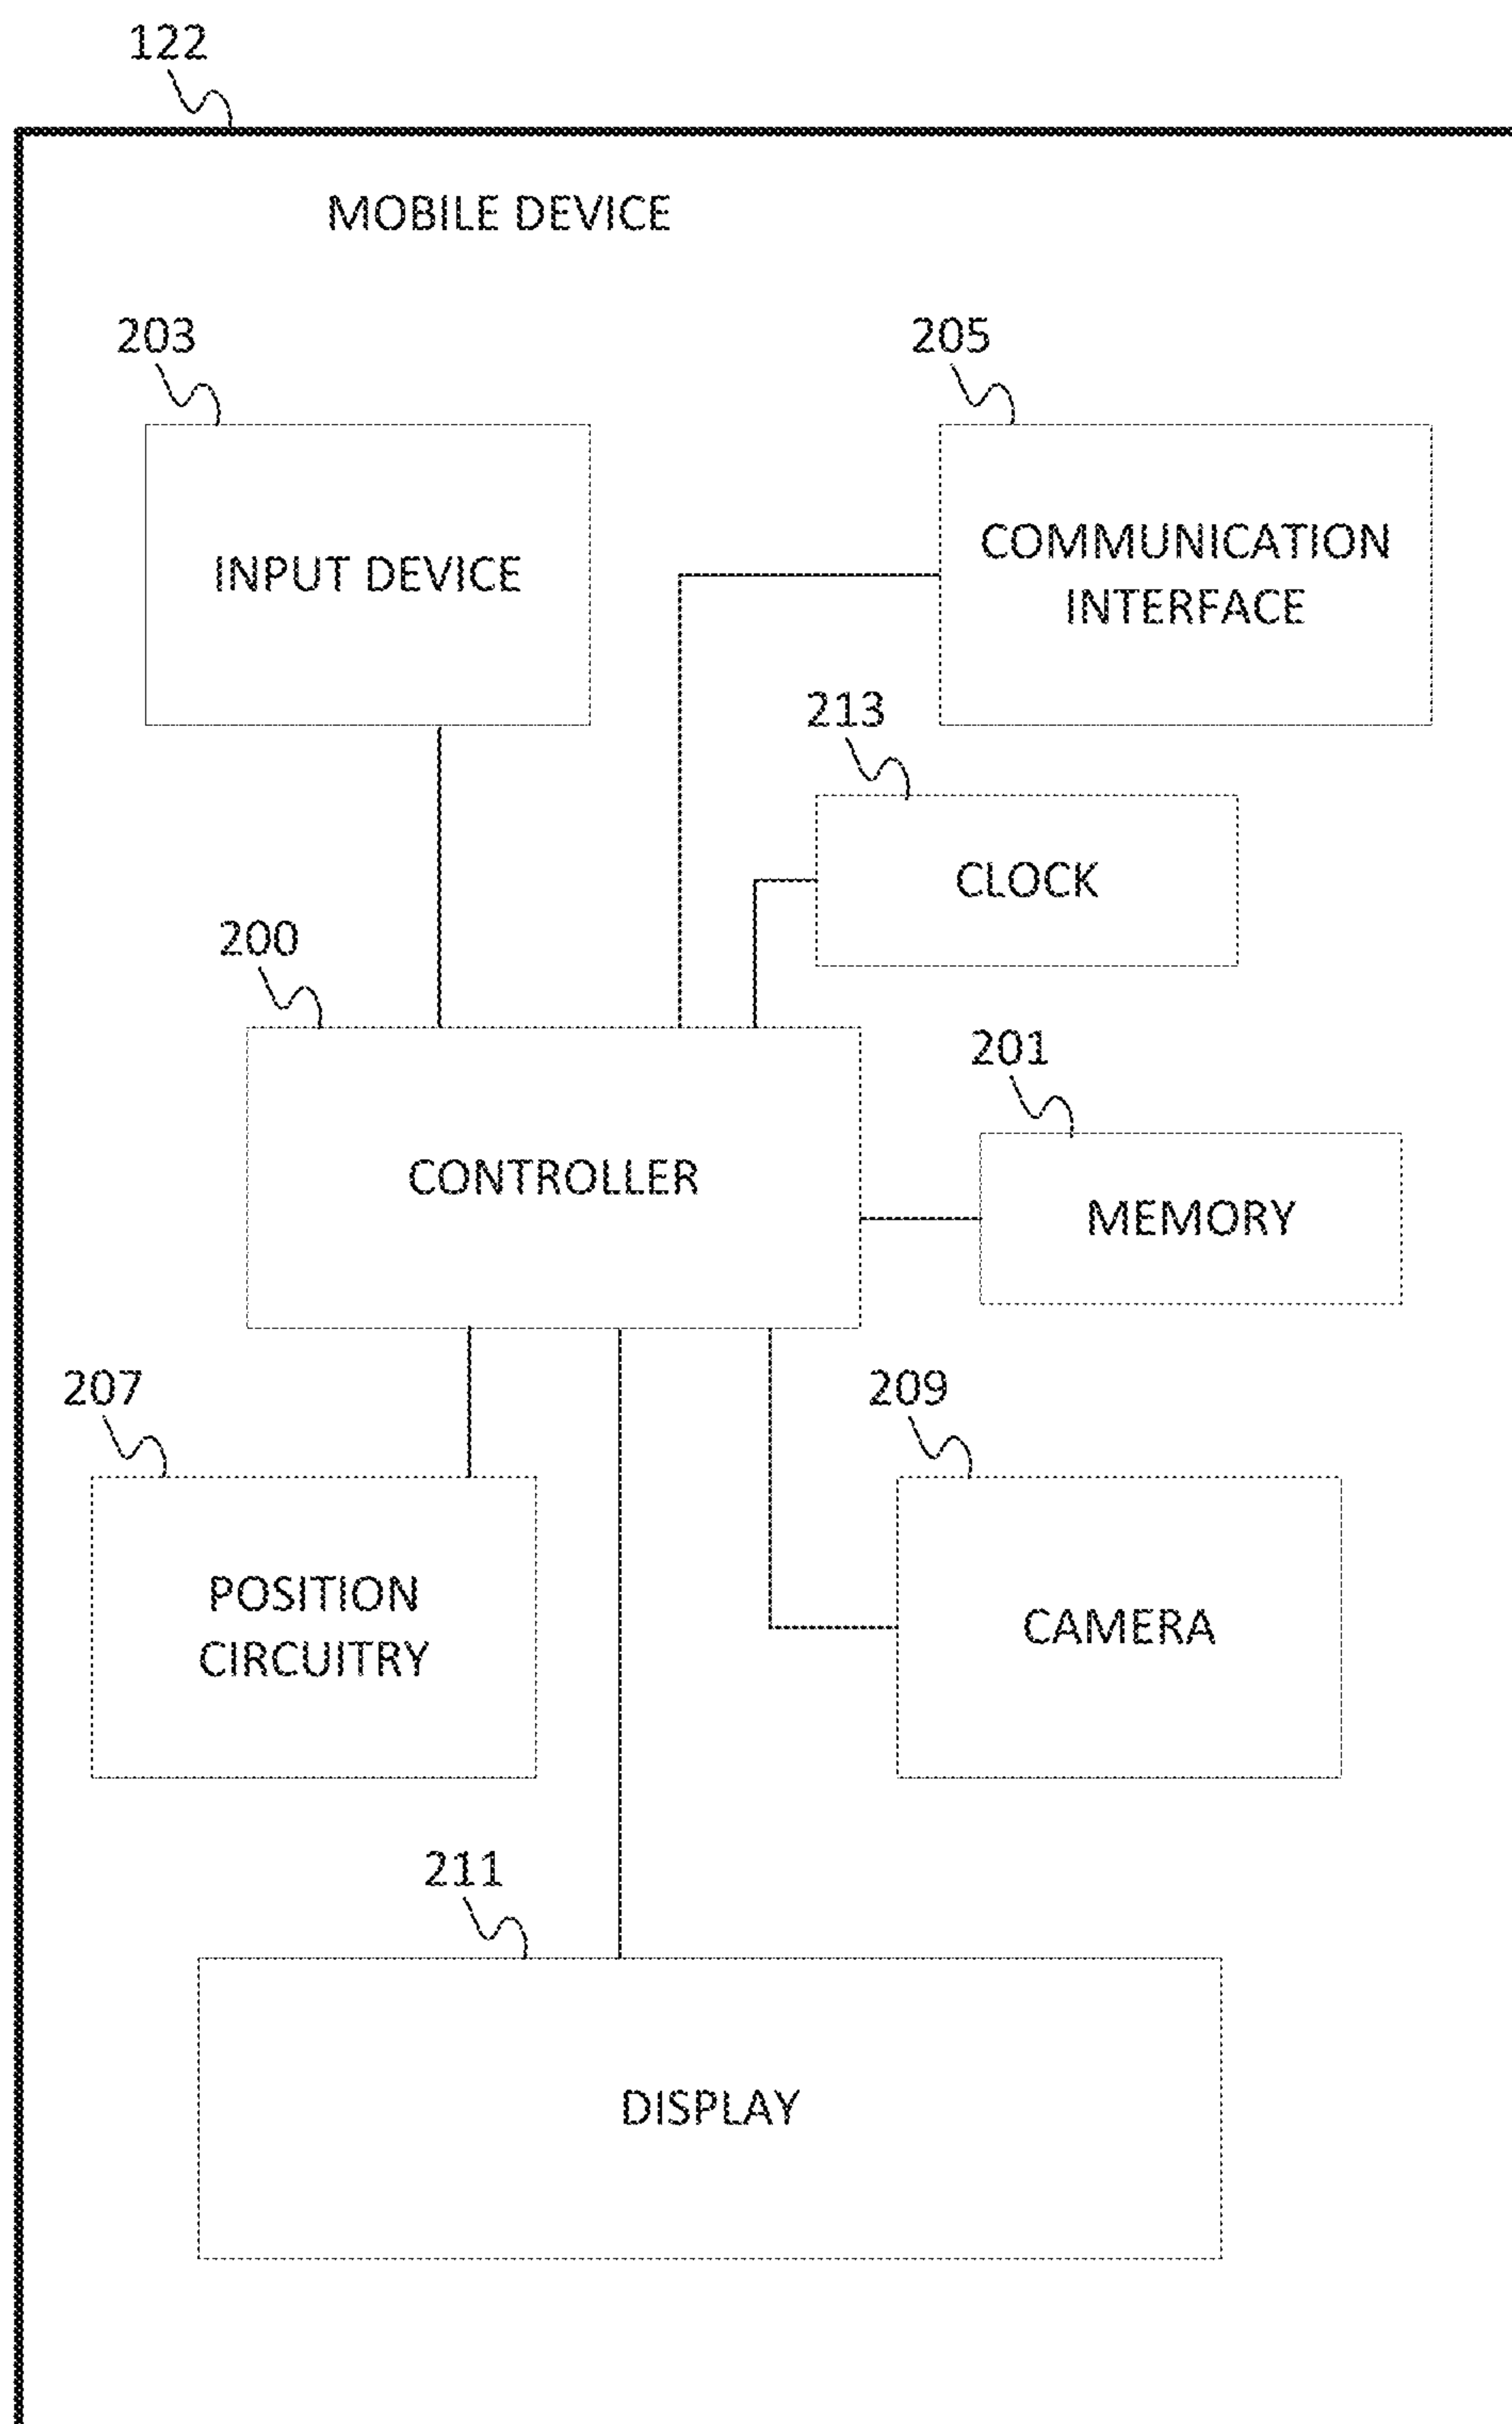 122
MOBILE DEVICE
203
205
INPUT DEVICE
COMMUNICATION
INTERFACE
213
CLOCK
200
201
CONTROLLER
MEMORY
207
209
POSITION
CIRCUITRY
CAMERA
211
DISPLAY